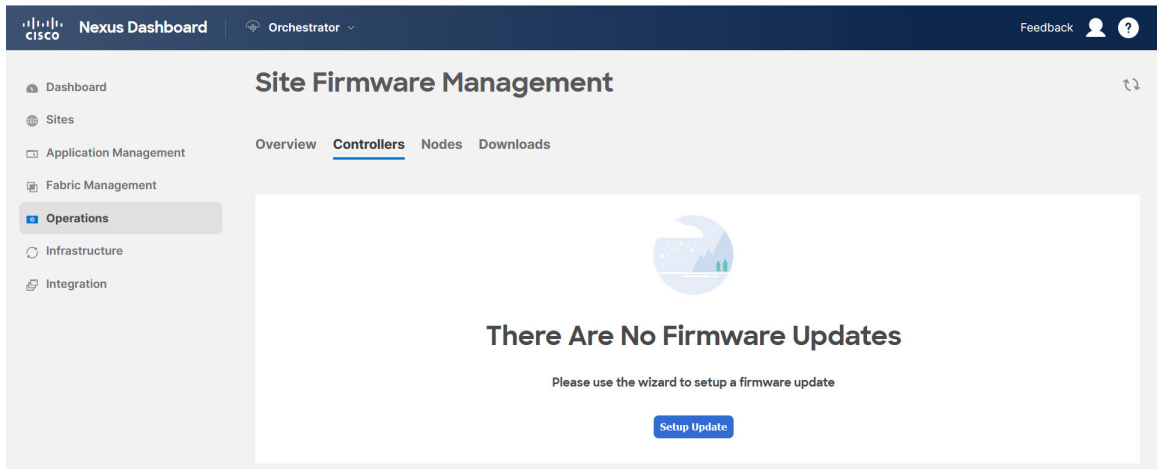 CISCO Nexus Dashboard Orchestrator Feedback ?
Dashboard
Sites
Application Management
Fabric Management
Operations
Infrastructure
Integration
Site Firmware Management
Overview Controllers Nodes Downloads
There Are No Firmware Updates
Please use the wizard to setup a firmware update
Setup Update